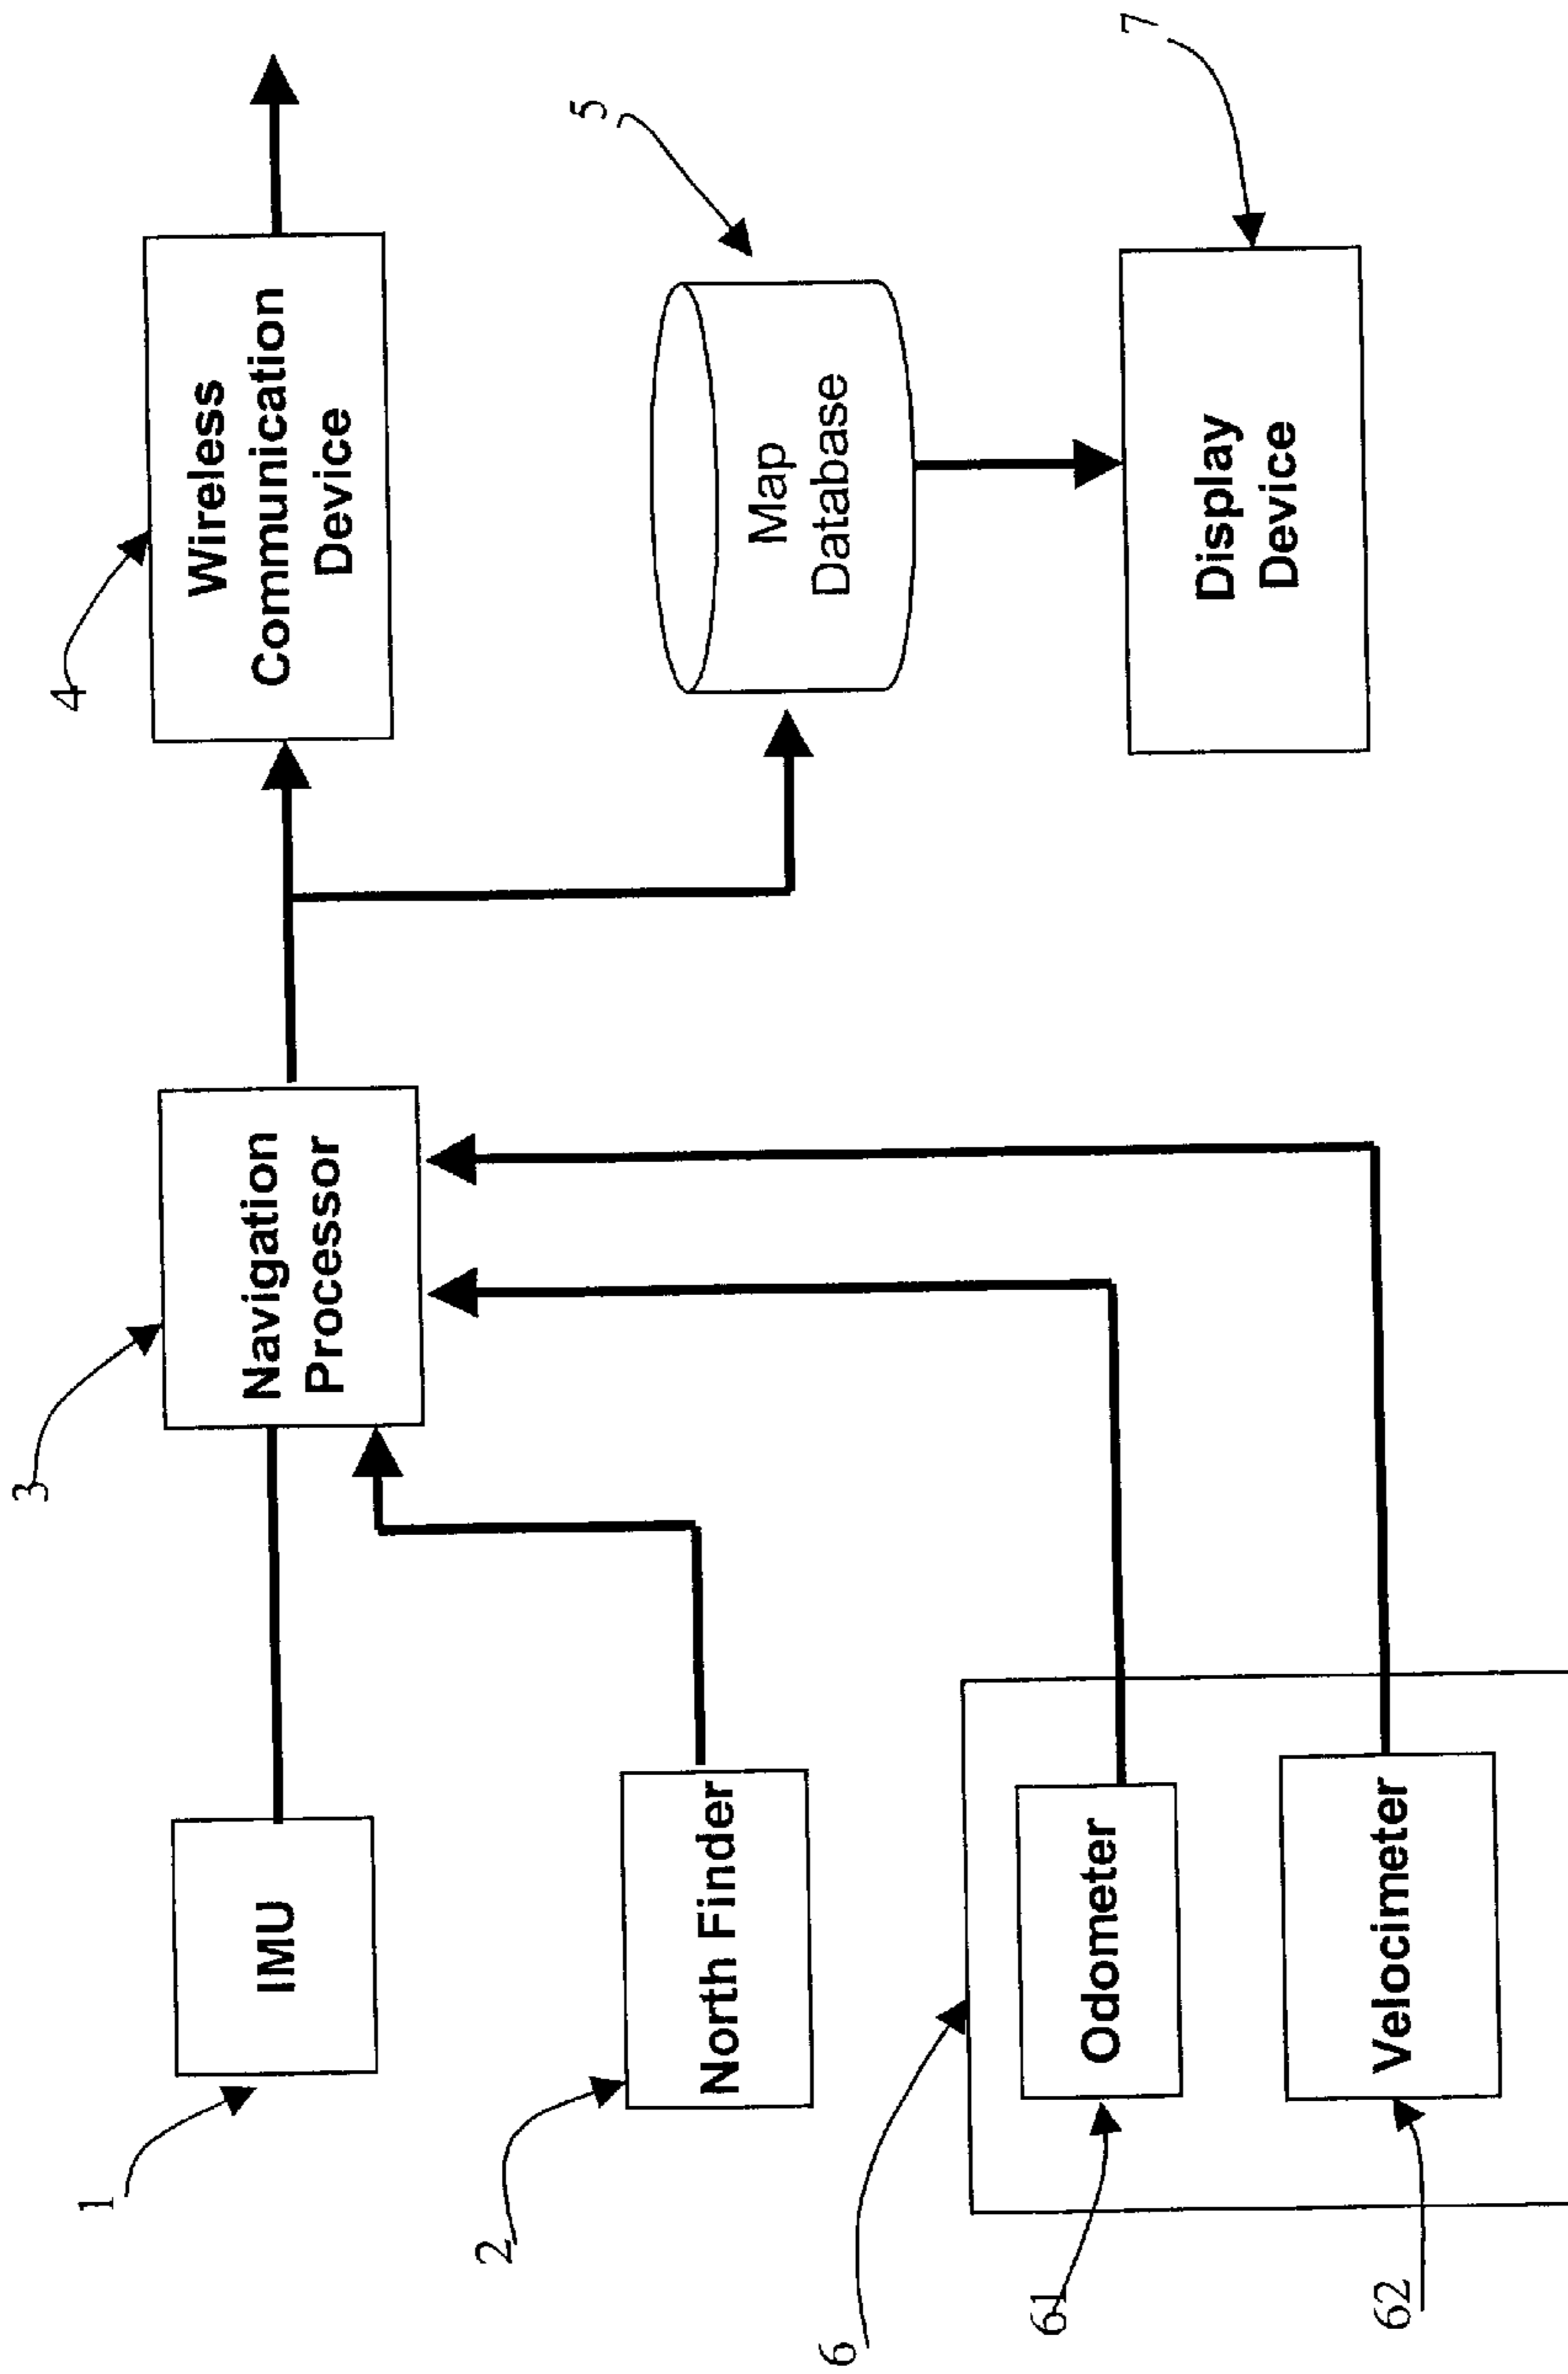 1
IMU
3
Navigation
Processor
4
Wireless
Communication
Device
2
North Finder
5
Map
Database
6
61
Odometer
7
Display
Device
62
Velocimeter